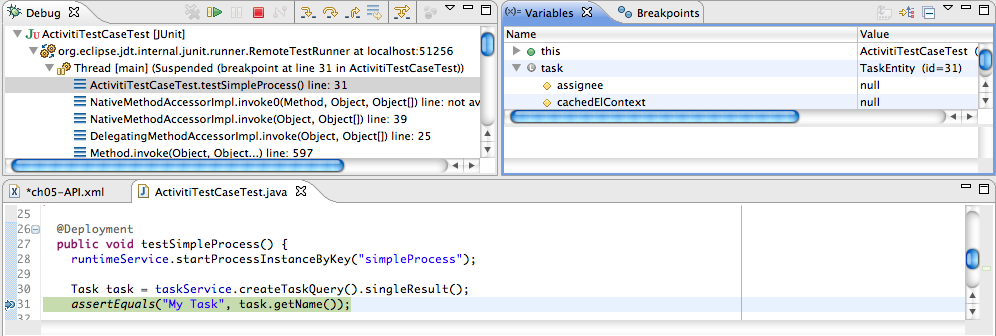 Debug
ActivitiTestCaseTest [JUnit]
org.eclipse.jdt.internal.junit.runner.RemoteTestRunner at localhost:51256
Thread [main] (Suspended (breakpoint at line 31 in ActivitiTestCaseTest))
ActivitiTestCaseTest.testSimpleProcess() line: 31
NativeMethodAccessorImpl.invoke0(Method, Object, Object[]) line: not av
NativeMethodAccessorImpl.invoke(Object, Object[]) line: 39
DelegatingMethodAccessorImpl.invoke(Object, Object[]) line: 25
Method.invoke(Object, Object...) line: 597
Variables Breakpoints
Name Value
this ActivitiTestCaseTest (
task TaskEntity (id=31)
assignee null
cachedElContext null
*ch05-API.xml ActivitiTestCaseTest.java
25
26 @Deployment
27 public void testSimpleProcess() {
28 runtimeService.startProcessInstanceByKey("simpleProcess");
29
30 Task task = taskService.createTaskQuery().singleResult();
31 assertEquals("My Task", task.getName());
32